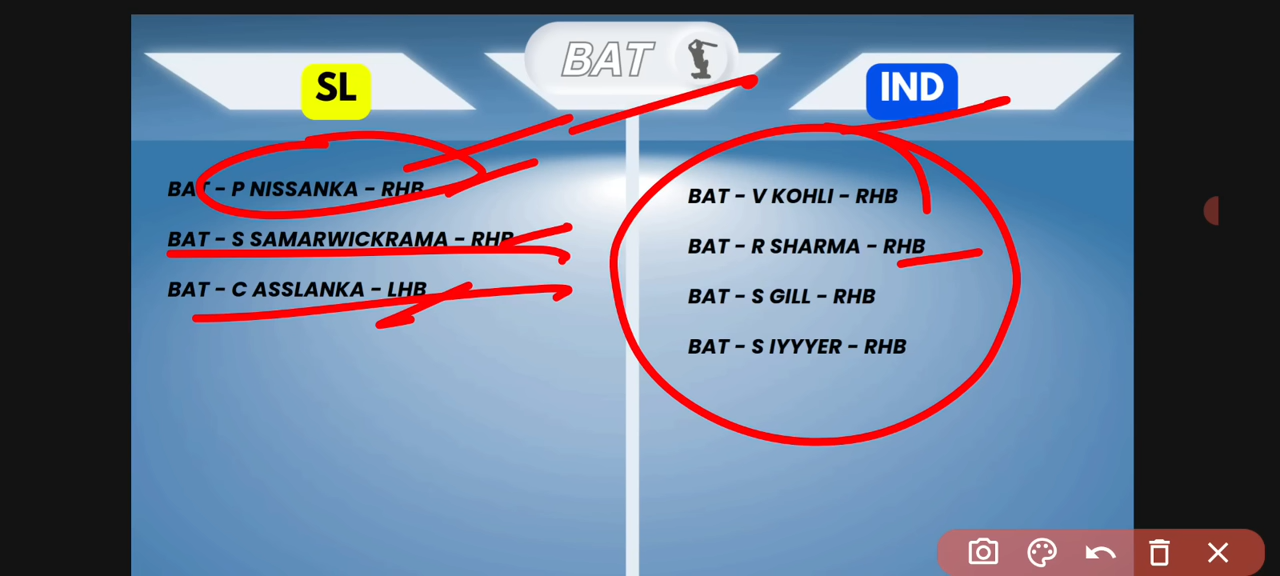 BAT
SL
IND
BAT - P NISSANKA - RHB
BAT - S SAMARWICKRAMA - RHB
BAT - C ASSLANKA - LHB
BAT - V KOHLI - RHB
BAT - R SHARMA - RHB
BAT - S GILL - RHB
BAT - S IYYYER - RHB